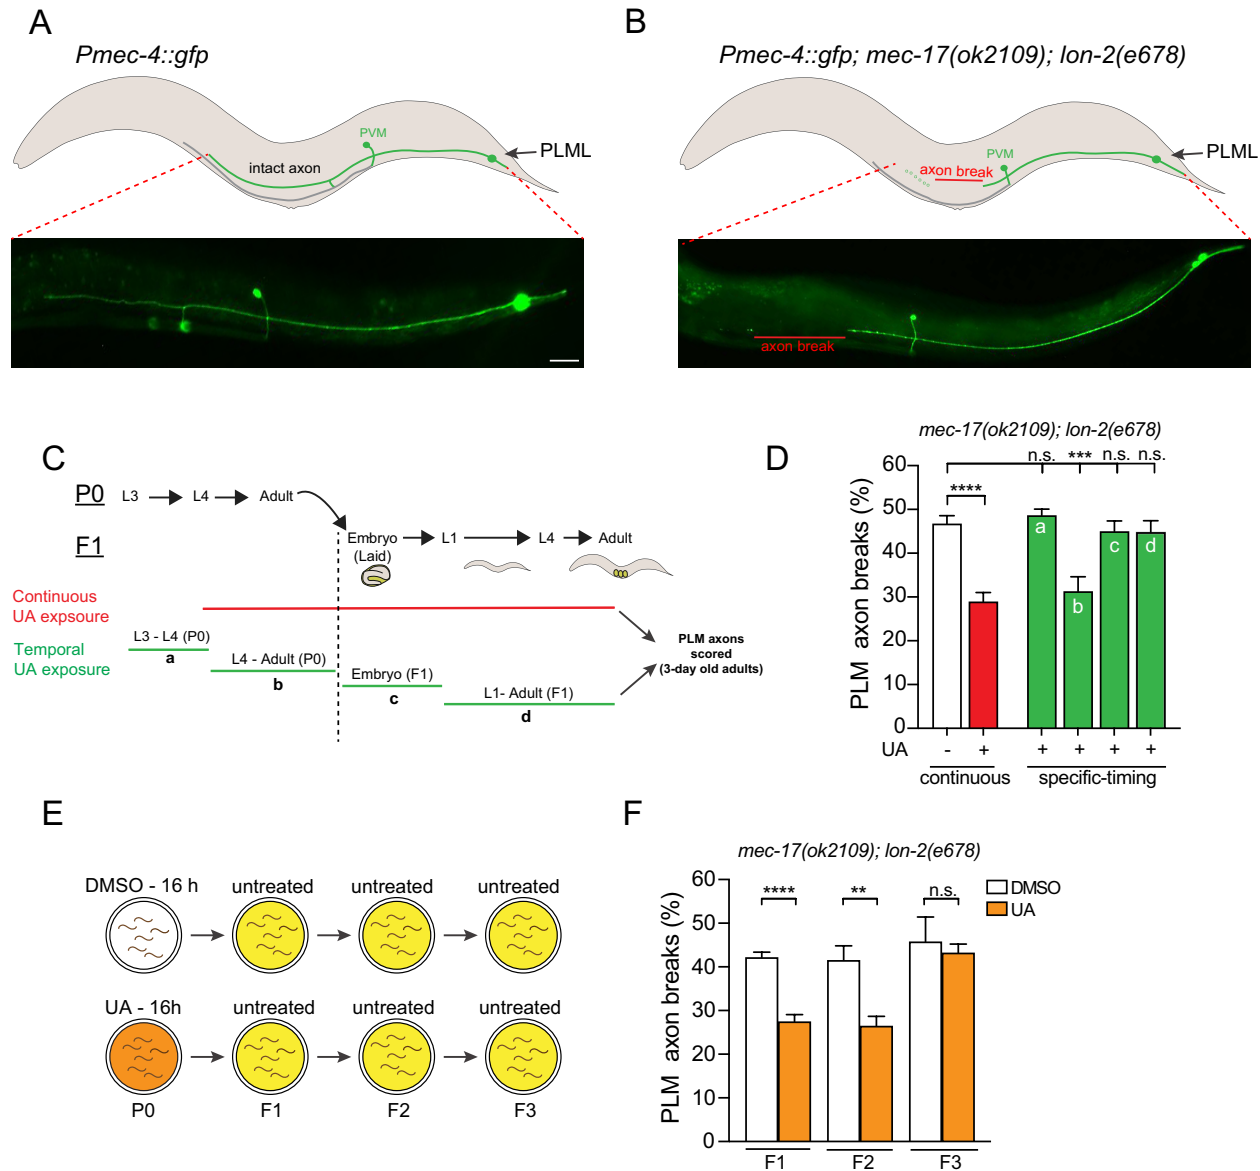 A
Pmec-4::gfp
PVM
intact axon
PLML
B
Pmec-4::gfp; mec-17(ok2109); lon-2(e678)
PVM
axon break
PLML
axon break
C
P0
L3
L4
Adult
F1
Embryo
(Laid)
L1
L4
Adult
Continuous
UA expsoure
Temporal
UA exposure
L3 - L4 (P0)
a
L4 - Adult (P0)
b
Embryo (F1)
c
L1- Adult (F1)
d
PLM axons
scored
(3-day old adults)
D
mec-17(ok2109); lon-2(e678)
n.s. *** n.s. n.s.
****
PLM axon breaks (%)
60
50
40
30
20
10
0
a
b
c
d
UA - + + + + +
continuous specific-timing
E
DMSO - 16 h untreated untreated untreated
UA - 16h untreated untreated untreated
P0 F1 F2 F3
F
mec-17(ok2109); lon-2(e678)
**** ** n.s.
DMSO
UA
PLM axon breaks (%)
60
50
40
30
20
10
0
F1 F2 F3